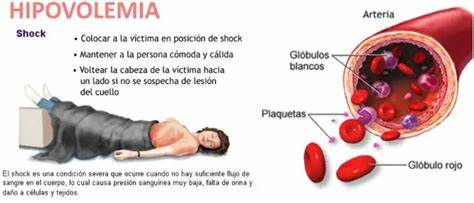 HIPOVOLEMIA
Shock
• Colocar a la víctima en posición de shock
• Mantener a la persona cómoda y cálida
• Voltear la cabeza de la víctima hacia
un lado si no se sospecha de lesión
del cuello
El shock es una condición severa que ocurre cuando no hay suficiente flujo de
sangre en el cuerpo, lo cual causa presión sanguínea muy baja, falta de orina y
daño a células y tejidos.
Arteria
Glóbulos
blancos
Plaquetas
Glóbulo rojo